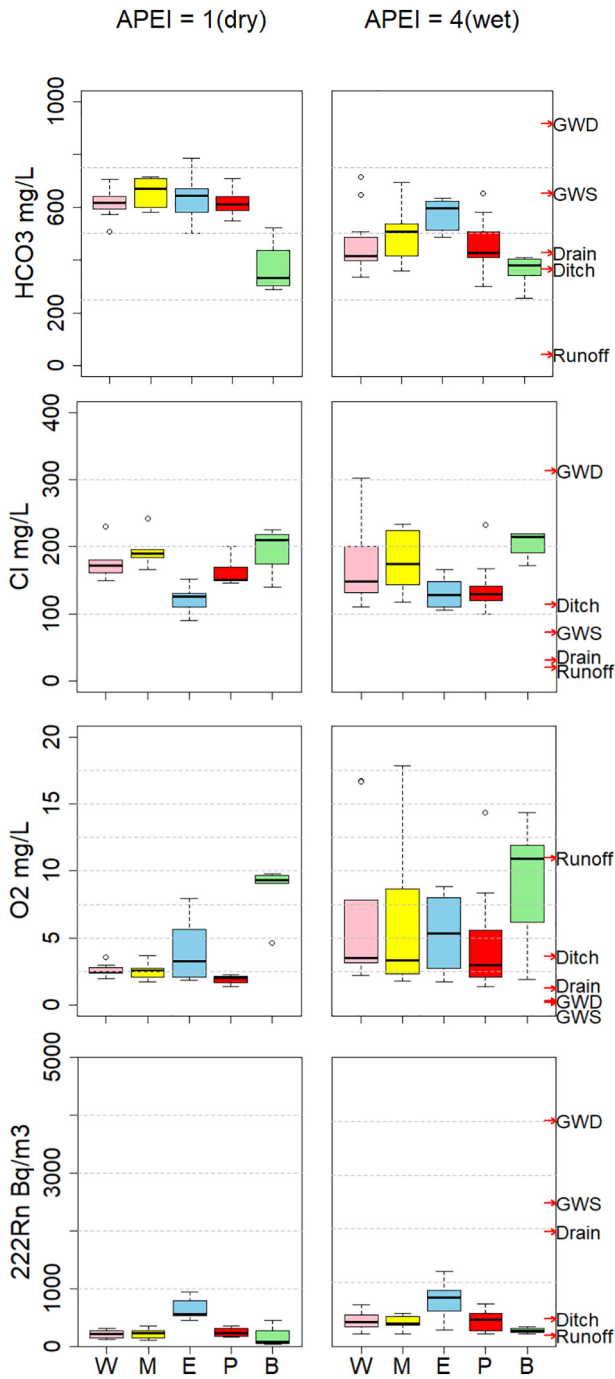 APEI = 1(dry)
APEI = 4(wet)
HCO3 mg/L
1000
600
200
0
GWD
GWS
Drain
Ditch
Runoff
Cl mg/L
400
300
200
100
0
GWD
Ditch
GWS
Drain
Runoff
O2 mg/L
20
15
10
5
0
Runoff
Ditch
Drain
GWD
GWS
222Rn Bq/m3
5000
3000
1000
0
GWD
GWS
Drain
Ditch
Runoff
W M E P B
W M E P B